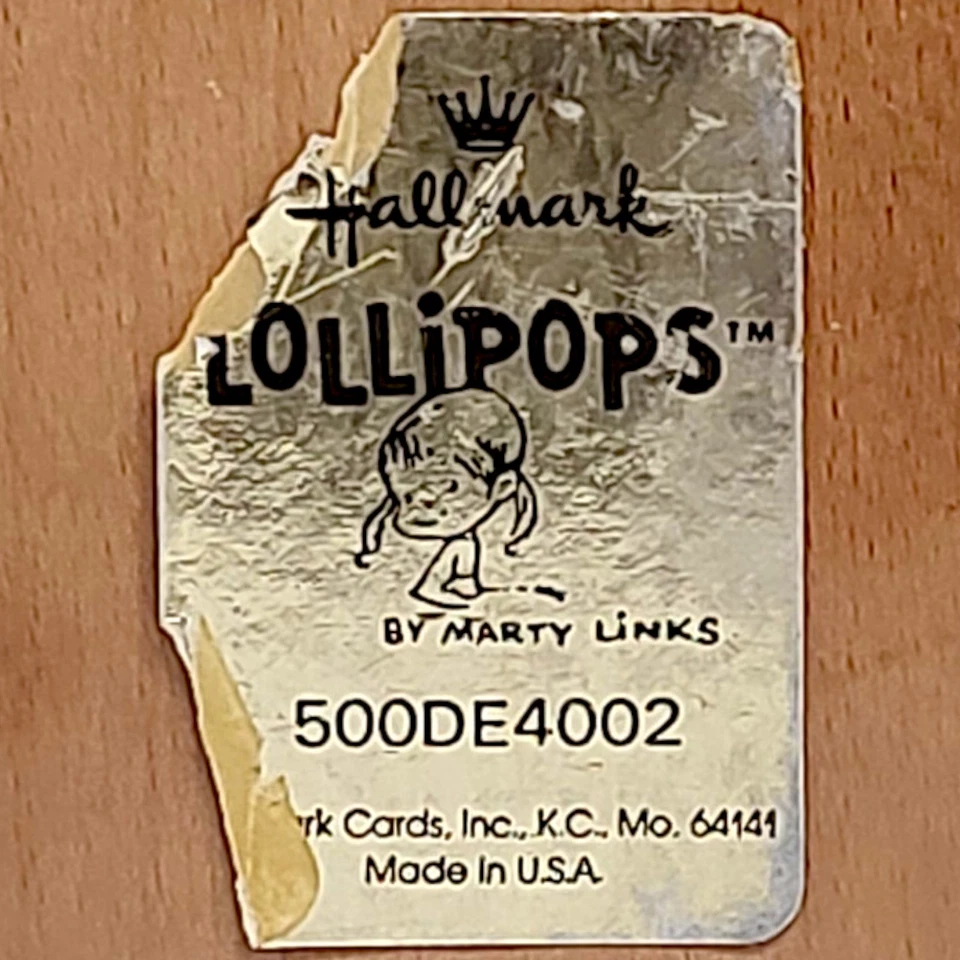 Hallmark
LOLLiPOPS™
BY MARTY LiNKS
500DE4002
rk Cards, Inc., K.C., Mo. 64141
Made In U.S.A.